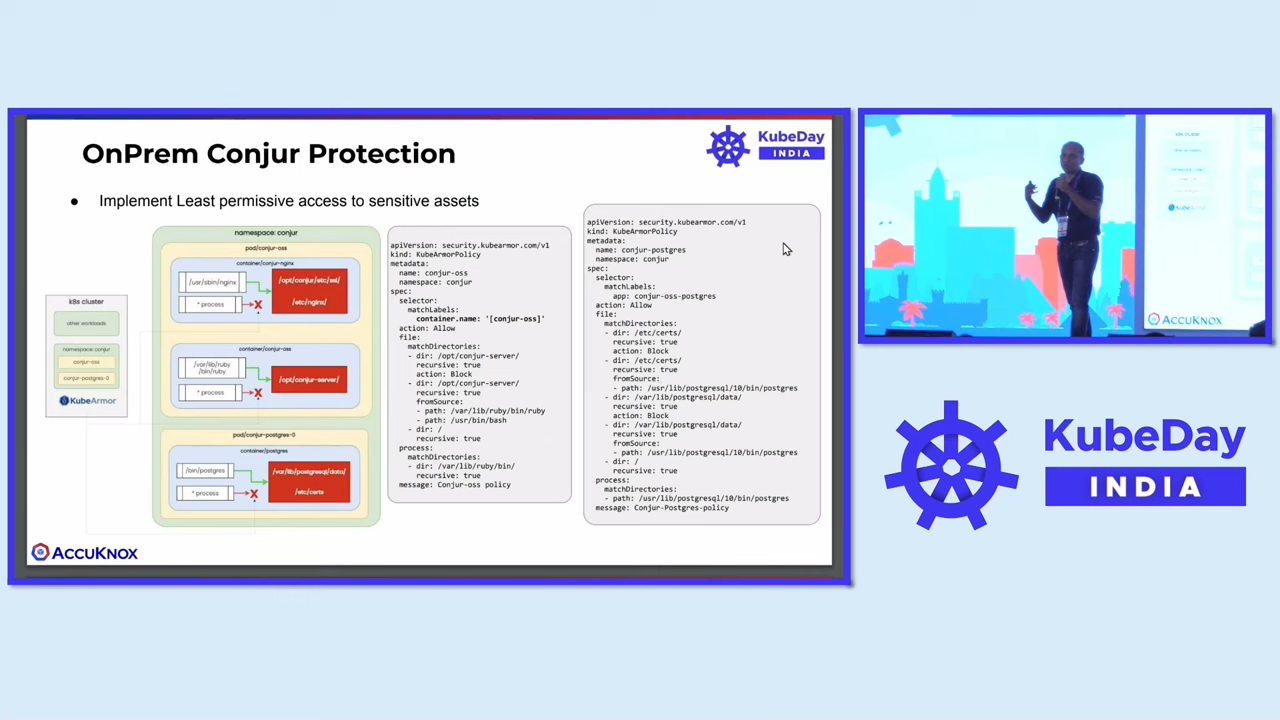 OnPrem Conjur Protection
KubeDay
INDIA
● Implement Least permissive access to sensitive assets
k8s cluster
other workloads
namespace: conjur
conjur-oss
conjur-postgres-0
KubeArmor
namespace: conjur
pod/conjur-oss
container/conjur-nginx
/usr/sbin/nginx
* process
X
/opt/conjur/etc/ssl/
/etc/nginx/
container/conjur-oss
/var/lib/ruby
/bin/ruby
* process
X
/opt/conjur-server/
pod/conjur-postgres-0
container/postgres
/bin/postgres
* process
X
/var/lib/postgresql/data/
/etc/certs
apiVersion: security.kubearmor.com/v1
kind: KubeArmorPolicy
metadata:
name: conjur-oss
namespace: conjur
spec:
selector:
matchLabels:
container.name: '[conjur-oss]'
action: Allow
file:
matchDirectories:
- dir: /opt/conjur-server/
recursive: true
action: Block
- dir: /opt/conjur-server/
recursive: true
fromSource:
- path: /var/lib/ruby/bin/ruby
- path: /usr/bin/bash
- dir: /
recursive: true
process:
matchDirectories:
- dir: /var/lib/ruby/bin/
recursive: true
message: Conjur-oss policy
apiVersion: security.kubearmor.com/v1
kind: KubeArmorPolicy
metadata:
name: conjur-postgres
namespace: conjur
spec:
selector:
matchLabels:
app: conjur-oss-postgres
action: Allow
file:
matchDirectories:
- dir: /etc/certs/
recursive: true
action: Block
- dir: /etc/certs/
recursive: true
fromSource:
- path: /usr/lib/postgresql/10/bin/postgres
- dir: /var/lib/postgresql/data/
recursive: true
action: Block
- dir: /var/lib/postgresql/data/
recursive: true
fromSource:
- path: /usr/lib/postgresql/10/bin/postgres
- dir: /
recursive: true
process:
matchDirectories:
- path: /usr/lib/postgresql/10/bin/postgres
message: Conjur-Postgres-policy
ACCUKNOX
k8s cluster
ACCUKNOX
KubeDay
INDIA